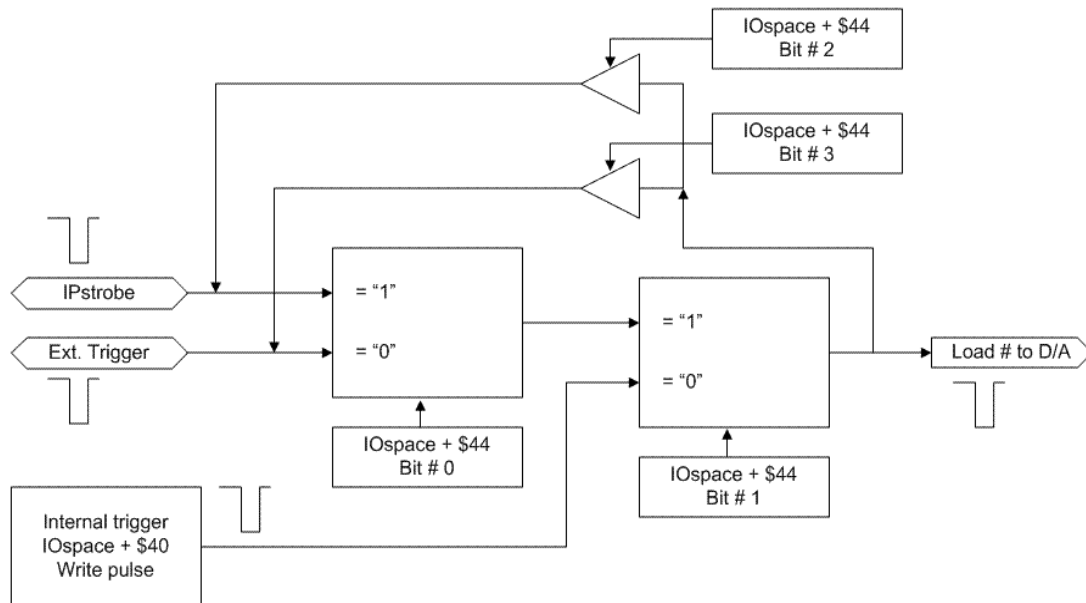 IOspace + $44
Bit # 2
IOspace + $44
Bit # 3
IPstrobe
= “1”
= “1”
Ext. Trigger
= “0”
Load # to D/A
= “0”
IOspace + $44
Bit # 0
IOspace + $44
Bit # 1
Internal trigger
IOspace + $40
Write pulse